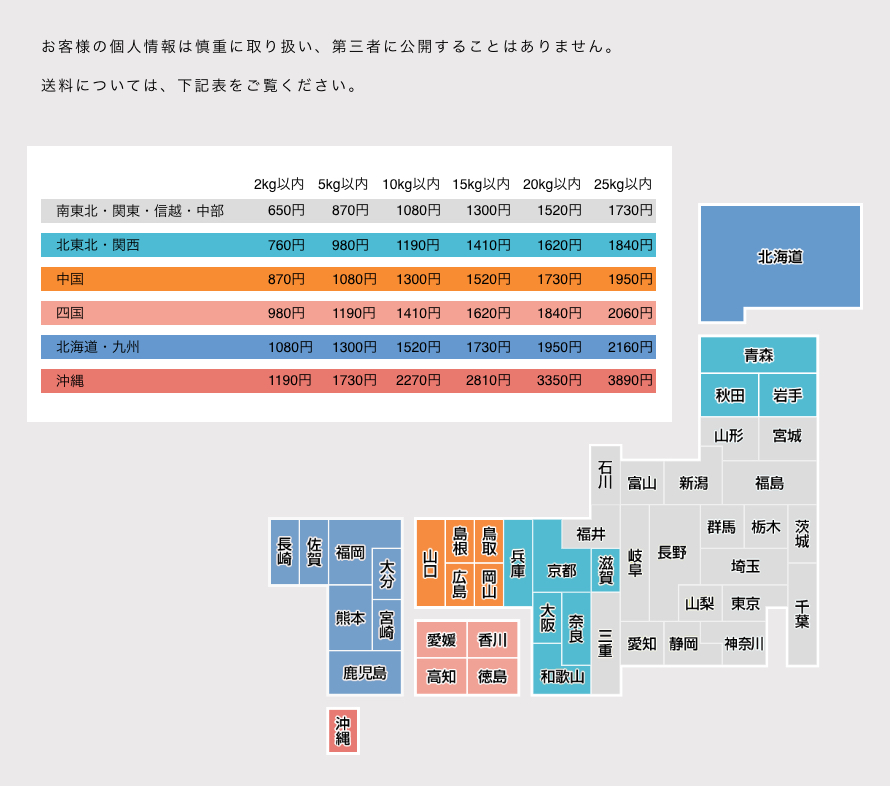 お客様の個人情報は慎重に取り扱い、第三者に公開することはありません。
送料については、下記表をご覧ください。
2kg以内 5kg以内 10kg以内 15kg以内 20kg以内 25kg以内
南東北・関東・信越・中部 650円 870円 1080円 1300円 1520円 1730円
北東北・関西 760円 980円 1190円 1410円 1620円 1840円
中国 870円 1080円 1300円 1520円 1730円 1950円
四国 980円 1190円 1410円 1620円 1840円 2060円
北海道・九州 1080円 1300円 1520円 1730円 1950円 2160円
沖縄 1190円 1730円 2270円 2810円 3350円 3890円
北海道
青森
秋田 岩手
山形 宮城
石川 富山 新潟 福島
長崎 佐賀 福岡 大分
山口 島根 鳥取 兵庫
福井 岐阜 長野 群馬 栃木 茨城
広島 岡山 京都 滋賀 埼玉
熊本 宮崎 大阪 奈良 三重 山梨 東京 千葉
愛媛 香川 愛知 静岡 神奈川
鹿児島 高知 徳島 和歌山
沖縄